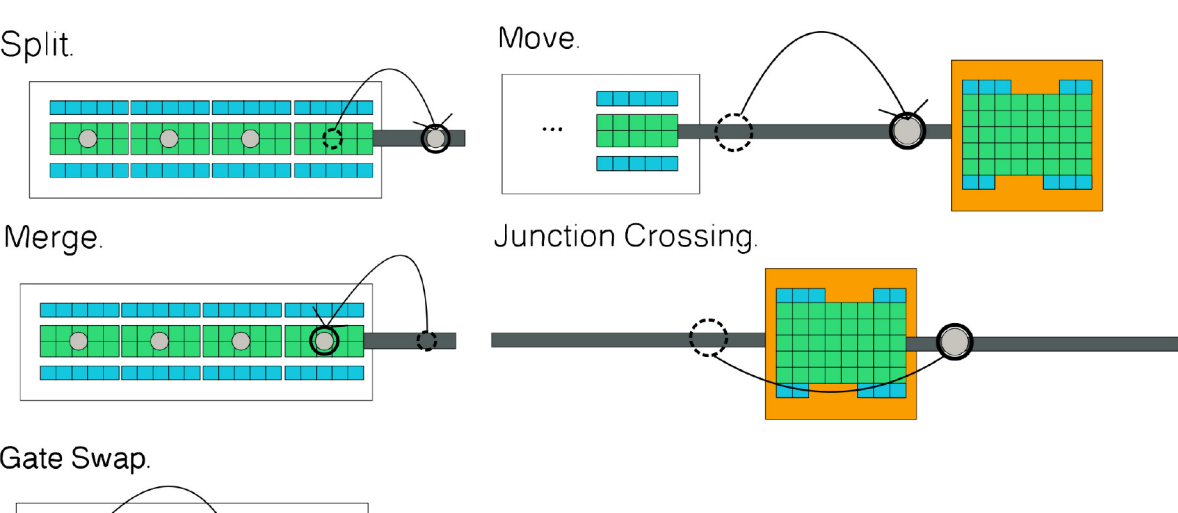 Split.
Move.
...
Merge.
Junction Crossing.
Gate Swap.